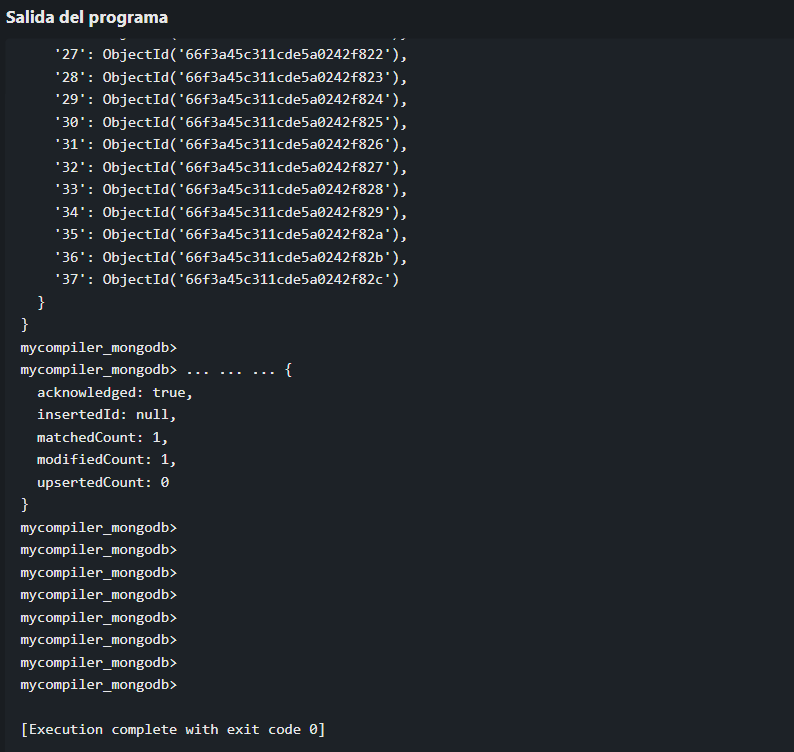 Salida del programa
'27': ObjectId('66f3a45c311cde5a0242f822'),
'28': ObjectId('66f3a45c311cde5a0242f823'),
'29': ObjectId('66f3a45c311cde5a0242f824'),
'30': ObjectId('66f3a45c311cde5a0242f825'),
'31': ObjectId('66f3a45c311cde5a0242f826'),
'32': ObjectId('66f3a45c311cde5a0242f827'),
'33': ObjectId('66f3a45c311cde5a0242f828'),
'34': ObjectId('66f3a45c311cde5a0242f829'),
'35': ObjectId('66f3a45c311cde5a0242f82a'),
'36': ObjectId('66f3a45c311cde5a0242f82b'),
'37': ObjectId('66f3a45c311cde5a0242f82c')
}
}
mycompiler_mongodb>
mycompiler_mongodb> ... ... ... {
acknowledged: true,
insertedId: null,
matchedCount: 1,
modifiedCount: 1,
upsertedCount: 0
}
mycompiler_mongodb>
mycompiler_mongodb>
mycompiler_mongodb>
mycompiler_mongodb>
mycompiler_mongodb>
mycompiler_mongodb>
mycompiler_mongodb>
mycompiler_mongodb>
[Execution complete with exit code 0]